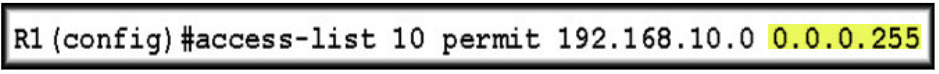 R1(config)#access-list 10 permit 192.168.10.0 0.0.0.255